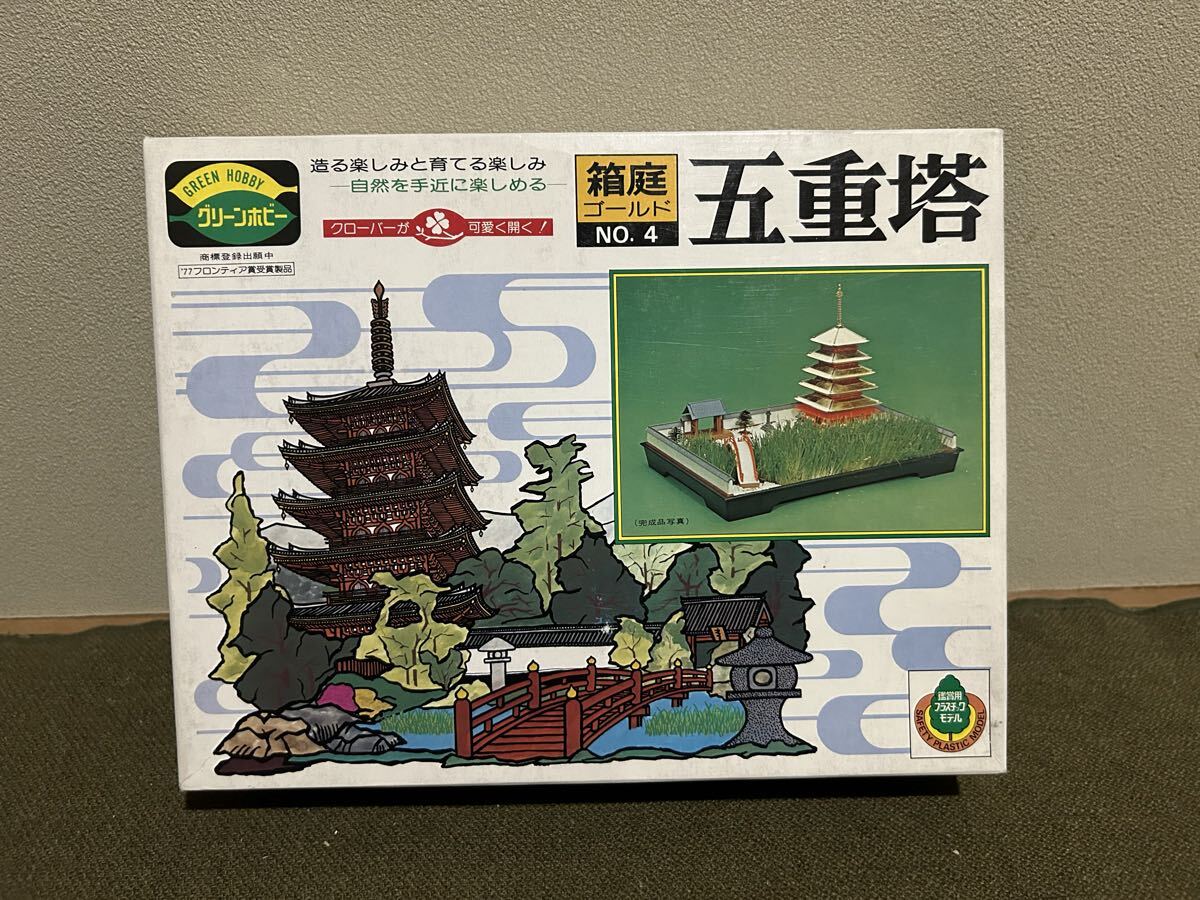 GREEN HOBBY
グリーンホビー
商標登録出願中
'77フロンティア賞受賞製品
造る楽しみと育てる楽しみ
―自然を手近に楽しめる―
クローバーが可愛く開く!
箱庭
ゴールド
NO. 4
五重塔
(完成品写真)
鑑賞用
プラスチック
モデル
SAFETY PLASTIC MODEL